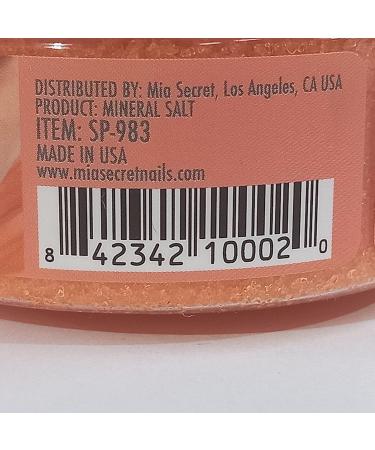 DISTRIBUTED BY: Mia Secret, Los Angeles, CA USA
PRODUCT: MINERAL SALT
ITEM: SP-983
MADE IN USA
www.miasecretnails.com
8 42342 10002 0